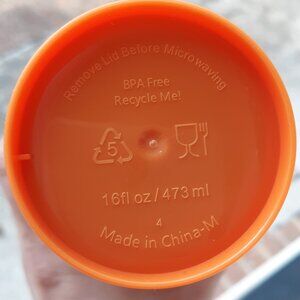 Remove Lid Before Microwaving
BPA Free
Recycle Me!
5
16fl oz / 473 ml
4
Made in China-M